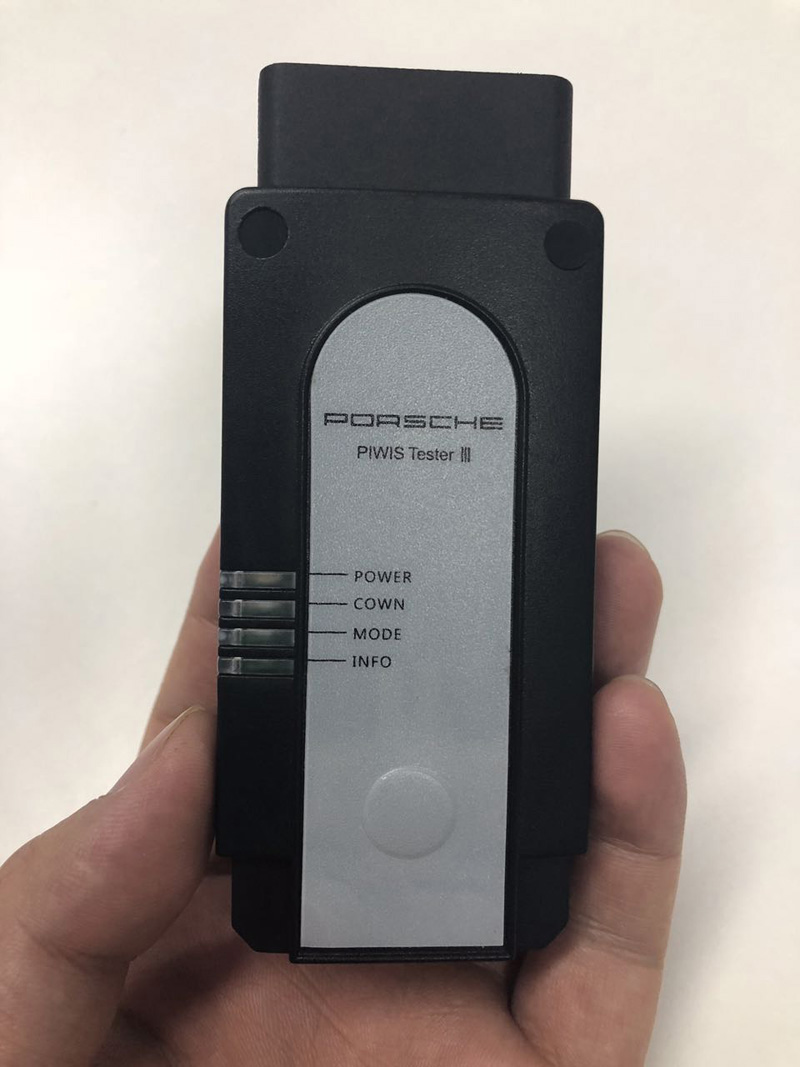 PORSCHE
PIWIS Tester III
POWER
COWN
MODE
INFO